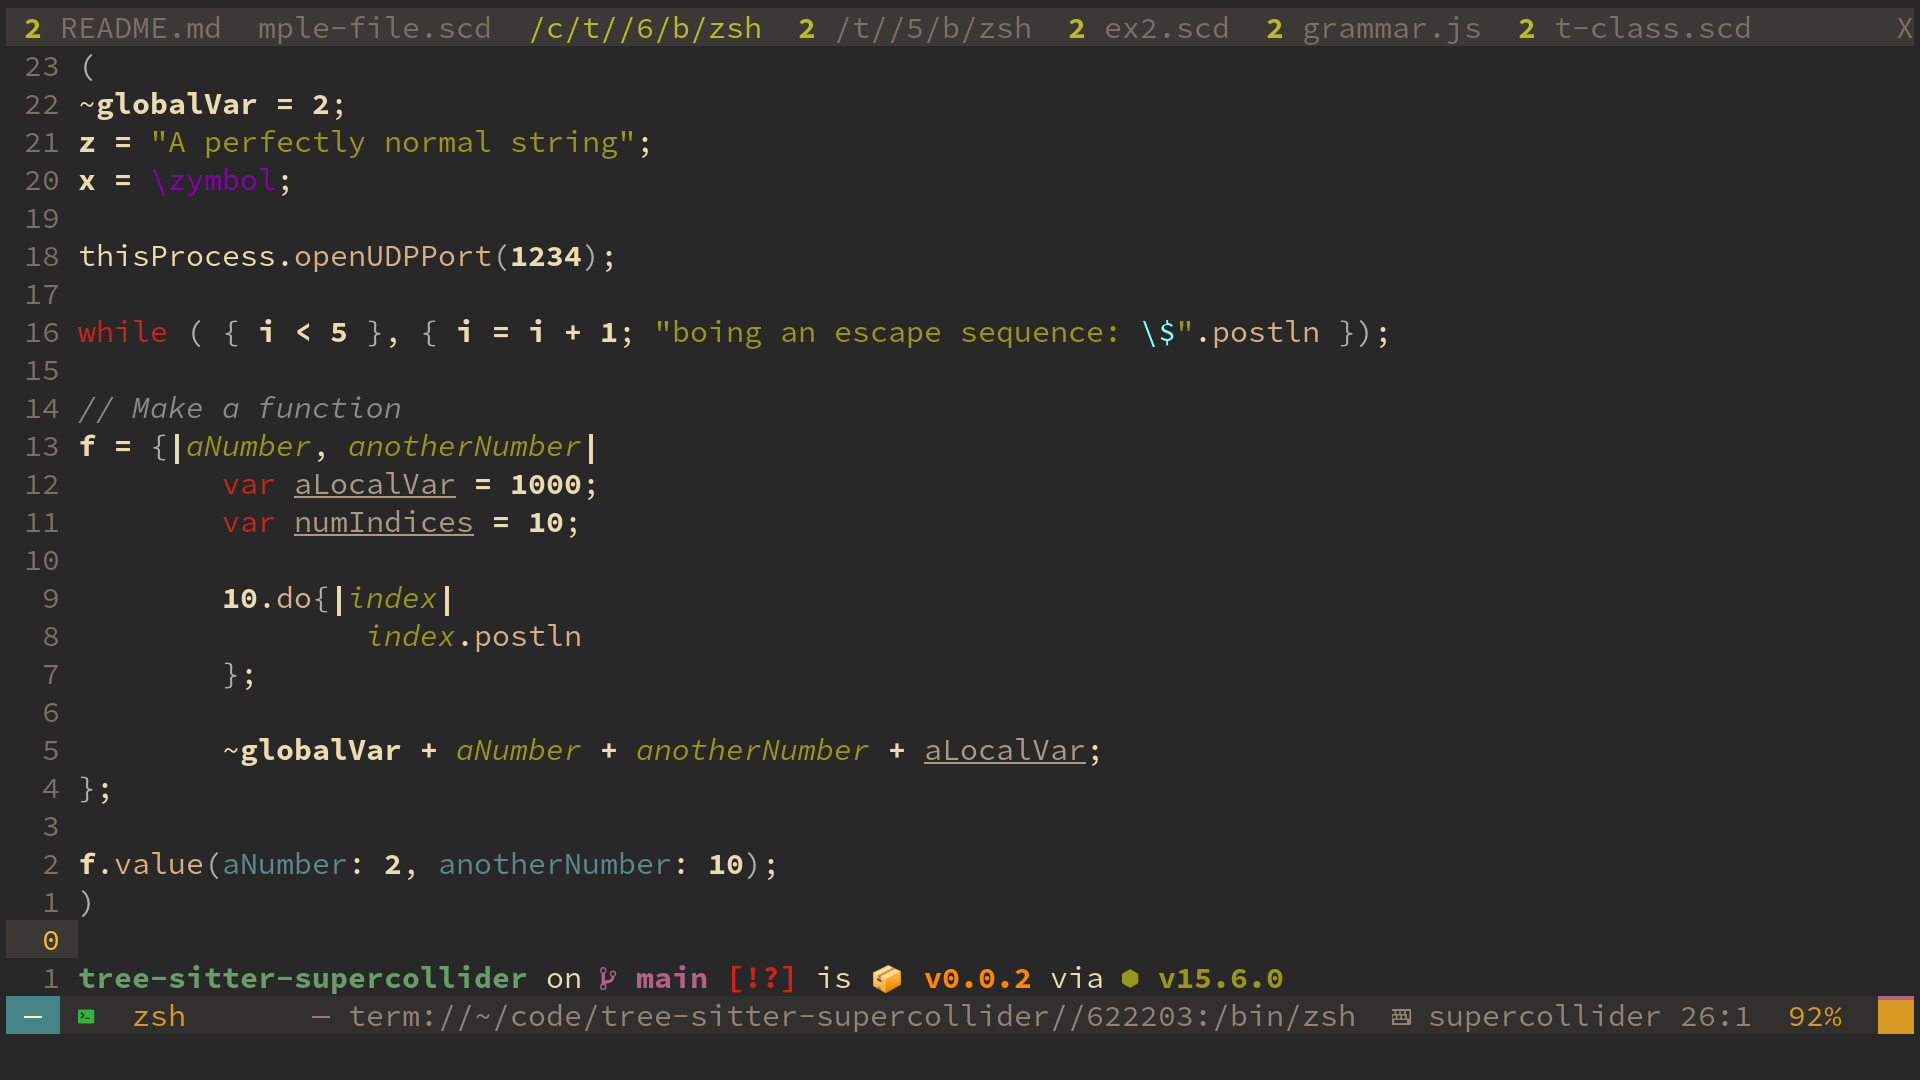 2 README.md mple-file.scd /c/t//6/b/zsh 2 /t//5/b/zsh 2 ex2.scd 2 grammar.js 2 t-class.scd X
23 (
22 ~globalVar = 2;
21 z = "A perfectly normal string";
20 x = \zymbol;
19
18 thisProcess.openUDPPort(1234);
17
16 while ( { i < 5 }, { i = i + 1; "boing an escape sequence: \$".postln });
15
14 // Make a function
13 f = {|aNumber, anotherNumber|
12 var aLocalVar = 1000;
11 var numIndices = 10;
10
9 10.do{|index|
8 index.postln
7 };
6
5 ~globalVar + aNumber + anotherNumber + aLocalVar;
4 };
3
2 f.value(aNumber: 2, anotherNumber: 10);
1 )
0
1 tree-sitter-supercollider on main [!?] is 📦 v0.0.2 via ⬢ v15.6.0
— zsh — term://~/code/tree-sitter-supercollider//622203:/bin/zsh supercollider 26:1 92%